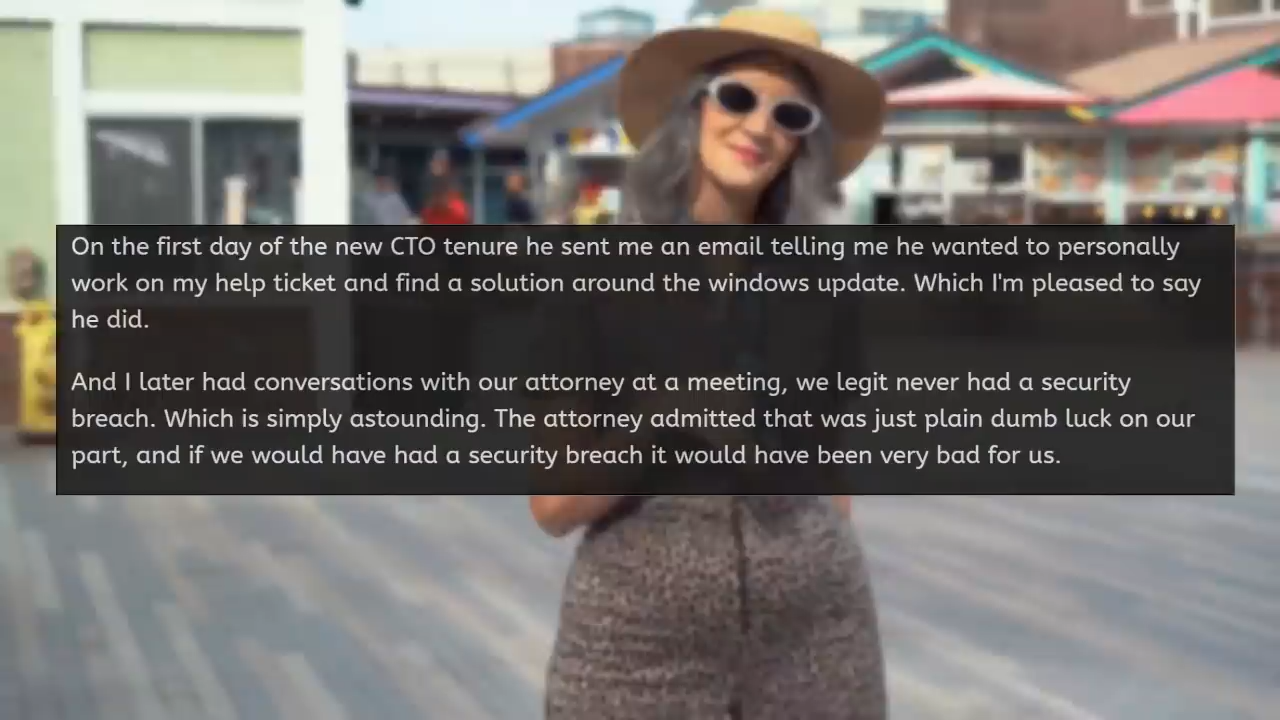 On the first day of the new CTO tenure he sent me an email telling me he wanted to personally
work on my help ticket and find a solution around the windows update. Which I'm pleased to say
he did.
And I later had conversations with our attorney at a meeting, we legit never had a security
breach. Which is simply astounding. The attorney admitted that was just plain dumb luck on our
part, and if we would have had a security breach it would have been very bad for us.